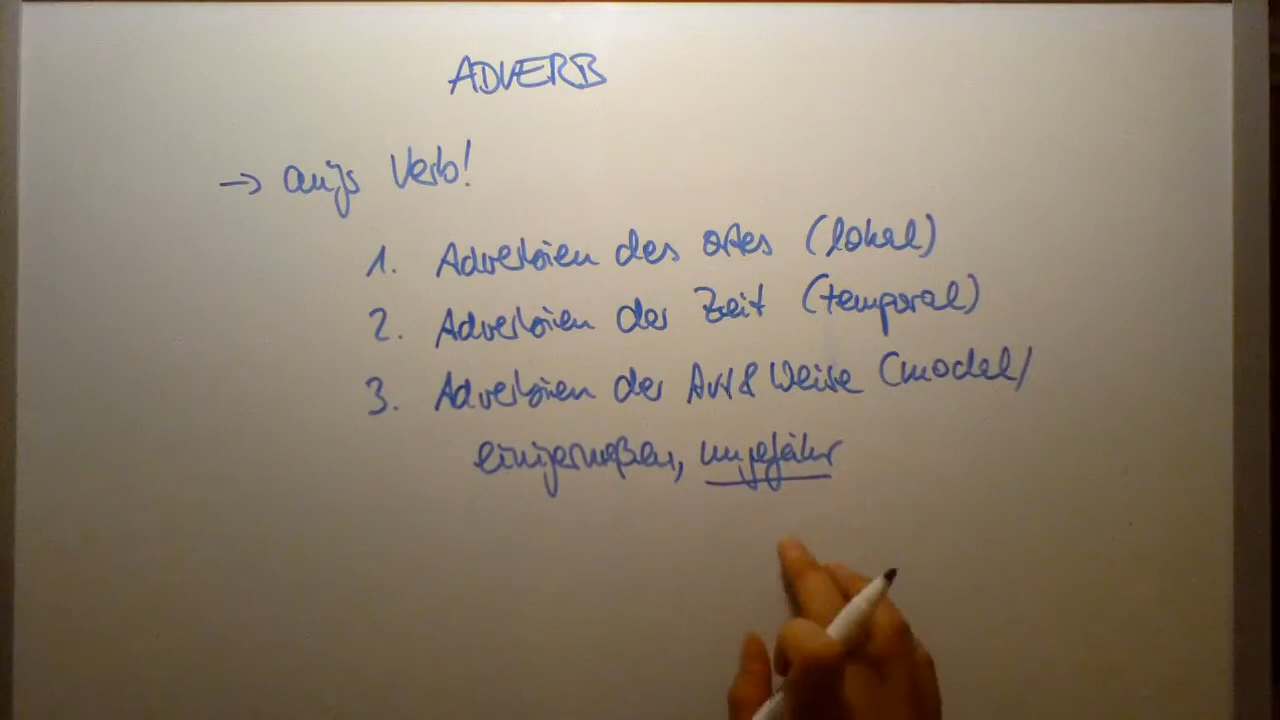 ADVERB
→ aufs Verb!
1. Adverbien des Ortes (lokal)
2. Adverbien der Zeit (temporal)
3. Adverbien der Art & Weise (modal)
einigermaßen, ungefähr